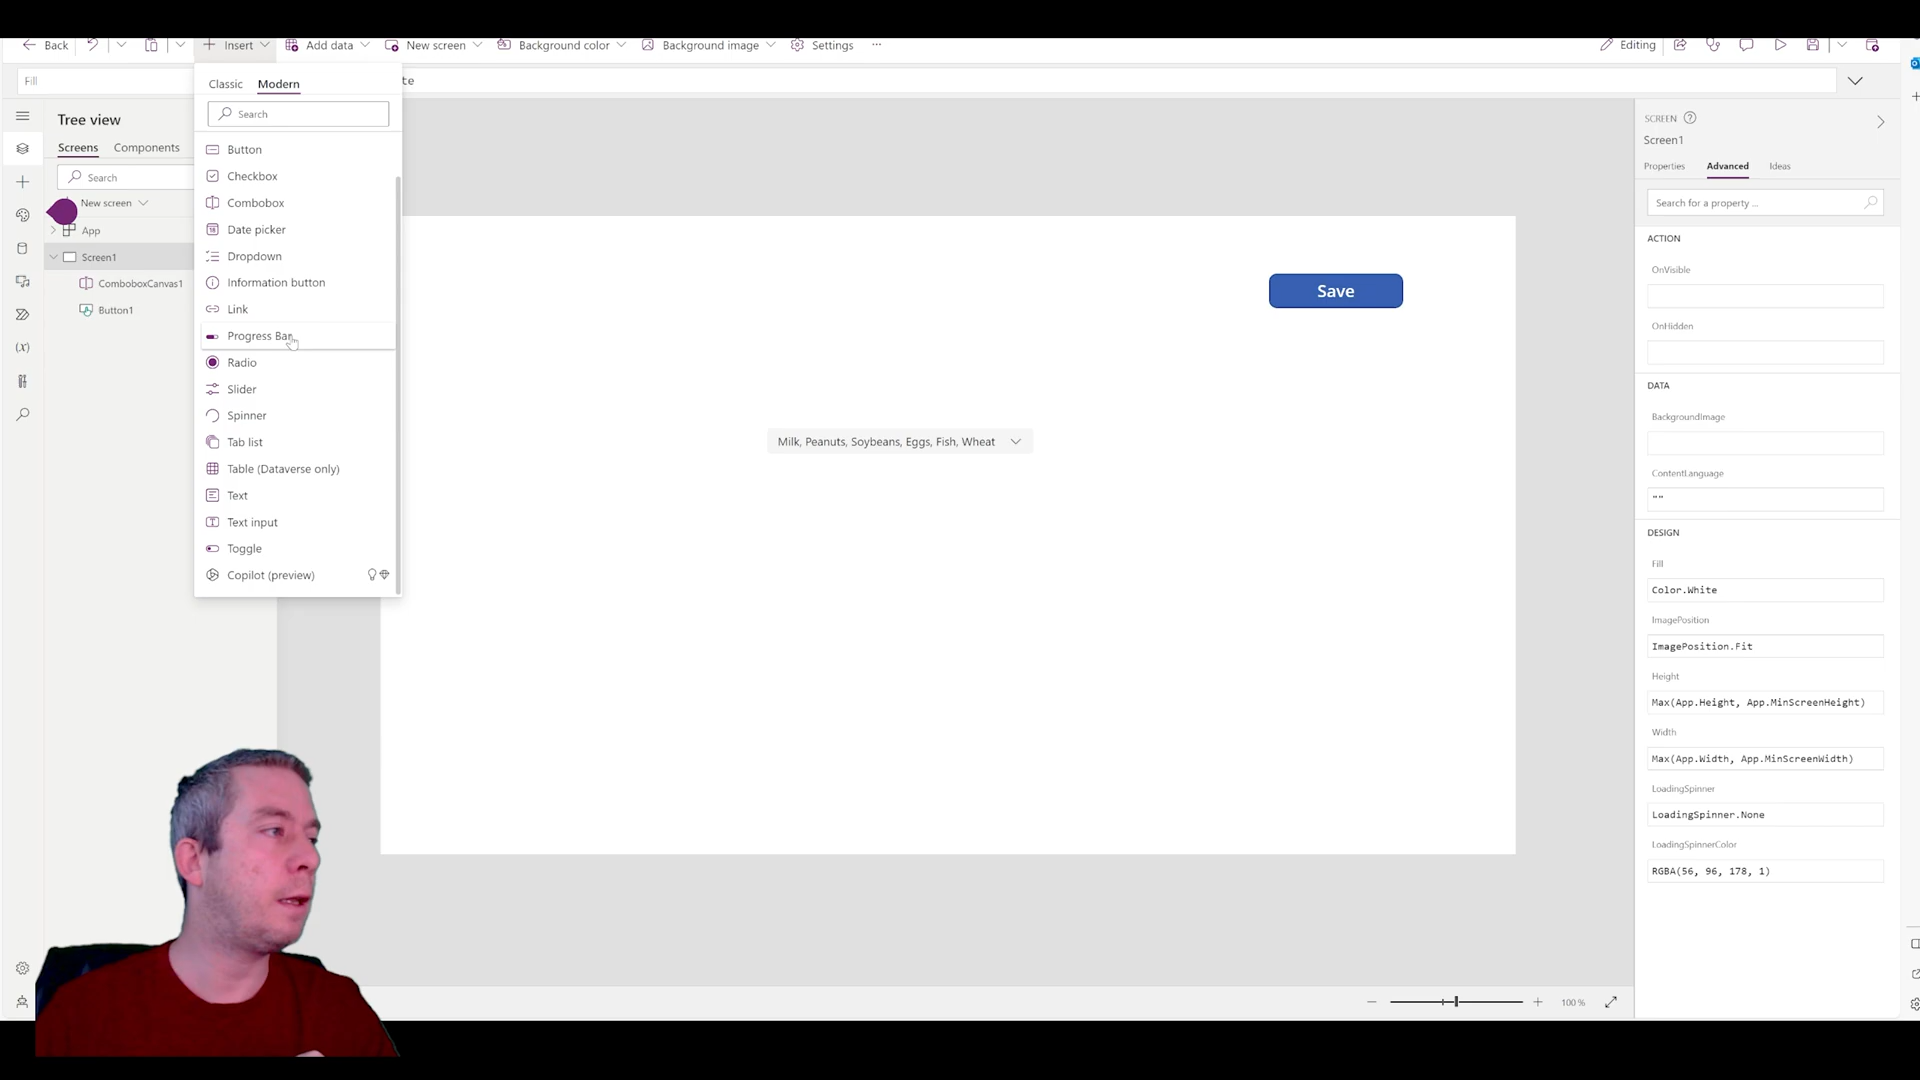 Back
Insert
Add data
New screen
Background color
Background image
Settings
Editing
Fill
te
Classic
Modern
Search
Tree view
Screens
Components
Search
New screen
App
Screen1
ComboboxCanvas1
Button1
Button
Checkbox
Combobox
Date picker
Dropdown
Information button
Link
Progress Bar
Radio
Slider
Spinner
Tab list
Table (Dataverse only)
Text
Text input
Toggle
Copilot (preview)
Save
Milk, Peanuts, Soybeans, Eggs, Fish, Wheat
SCREEN
Screen1
Properties
Advanced
Ideas
Search for a property ...
ACTION
OnVisible
OnHidden
DATA
BackgroundImage
ContentLanguage
""
DESIGN
Fill
Color.White
ImagePosition
ImagePosition.Fit
Height
Max(App.Height, App.MinScreenHeight)
Width
Max(App.Width, App.MinScreenWidth)
LoadingSpinner
LoadingSpinner.None
LoadingSpinnerColor
RGBA(56, 96, 178, 1)
100 %